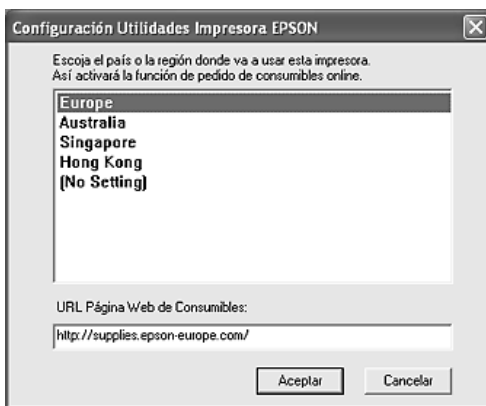 Configuración Utilidades Impresora EPSON
Escoja el país o la región donde va a usar esta impresora.
Así activará la función de pedido de consumibles online.
Europe
Australia
Singapore
Hong Kong
(No Setting)
URL Página Web de Consumibles:
http://supplies.epson-europe.com/
Aceptar
Cancelar